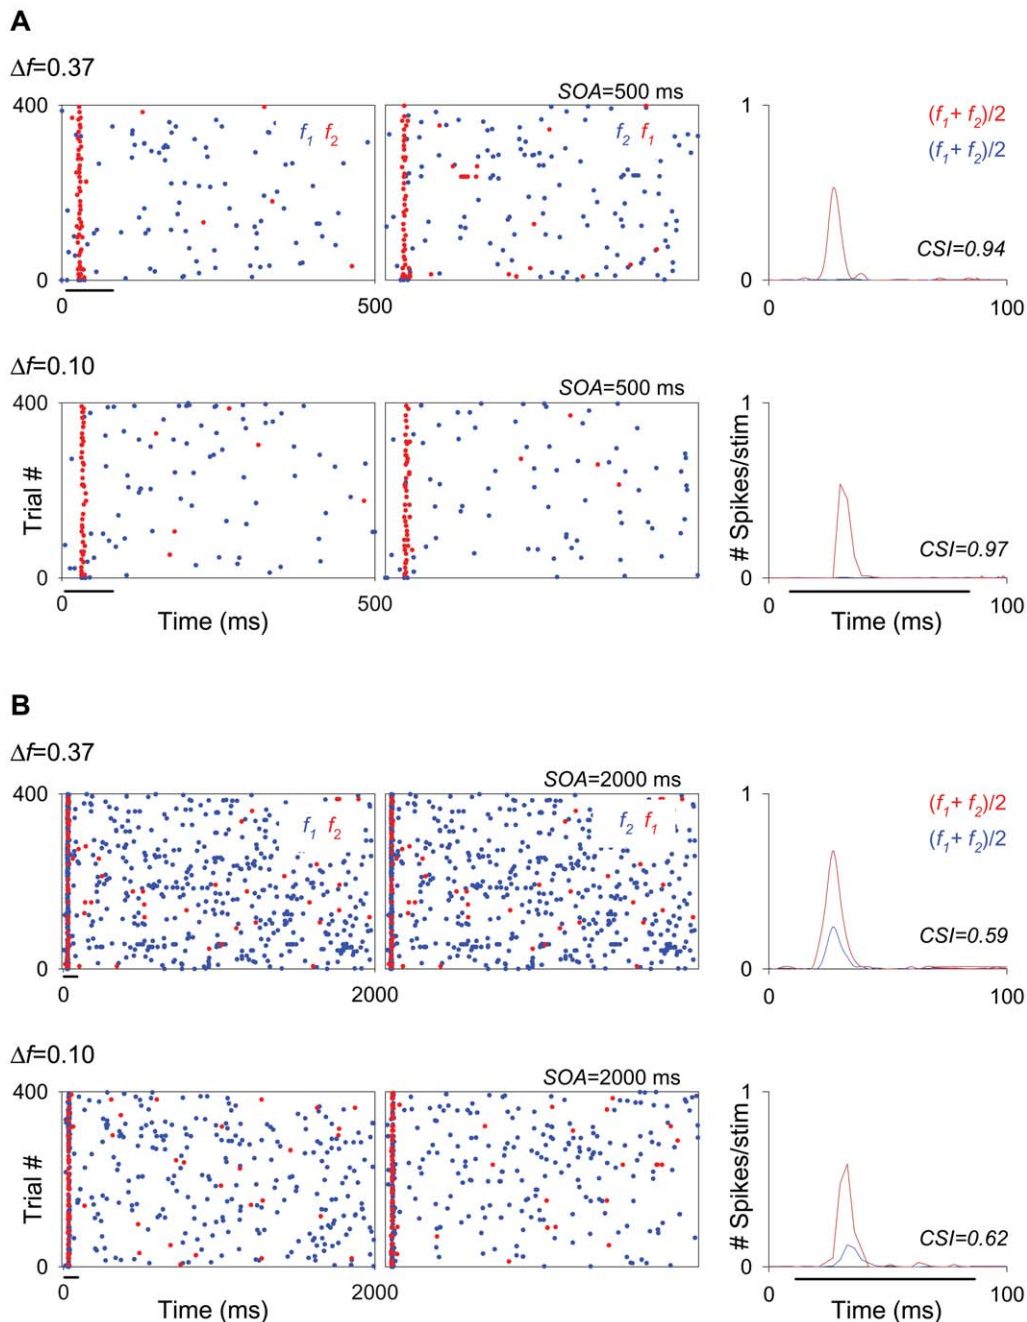 A
Δf=0.37
SOA=500 ms
400
f1 f2
f2 f1
1
(f1+ f2)/2
(f1+ f2)/2
CSI=0.94
0
0
0
500
0
100
Δf=0.10
SOA=500 ms
400
1
Trial #
# Spikes/stim.
CSI=0.97
0
0
0
500
0
100
Time (ms)
Time (ms)
B
Δf=0.37
SOA=2000 ms
400
f1 f2
f2 f1
1
(f1+ f2)/2
(f1+ f2)/2
CSI=0.59
0
0
0
2000
0
100
Δf=0.10
SOA=2000 ms
400
1
Trial #
# Spikes/stim.
CSI=0.62
0
0
0
2000
0
100
Time (ms)
Time (ms)